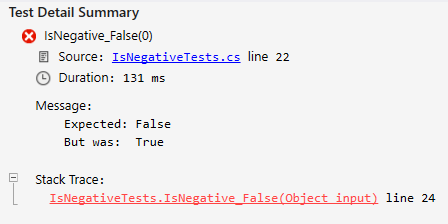 Test Detail Summary
IsNegative_False(0)
Source: IsNegativeTests.cs line 22
Duration: 131 ms
Message:
Expected: False
But was:  True
Stack Trace:
IsNegativeTests.IsNegative_False(Object input) line 24